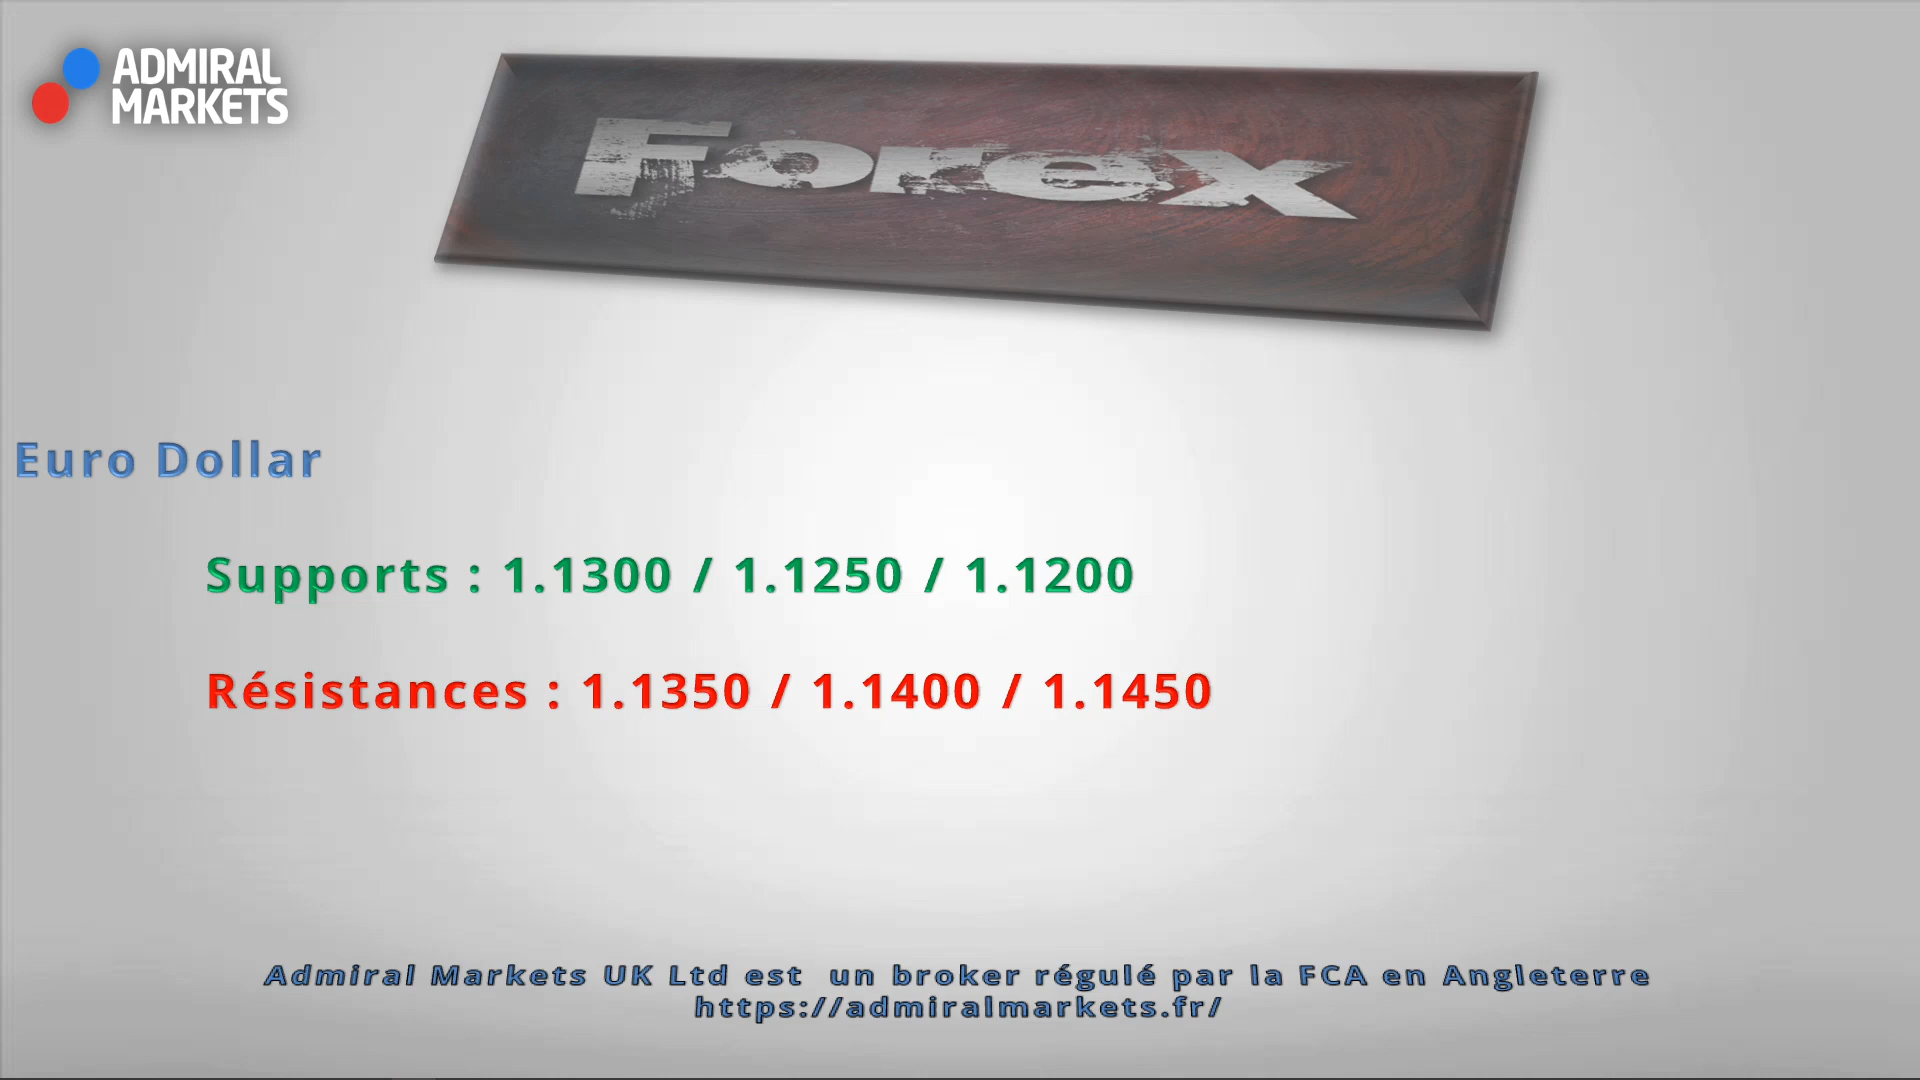 ADMIRAL
MARKETS
Forex
Euro Dollar
Supports : 1.1300 / 1.1250 / 1.1200
Résistances : 1.1350 / 1.1400 / 1.1450
Admiral Markets UK Ltd est  un broker régulé par la FCA en Angleterre
https://admiralmarkets.fr/